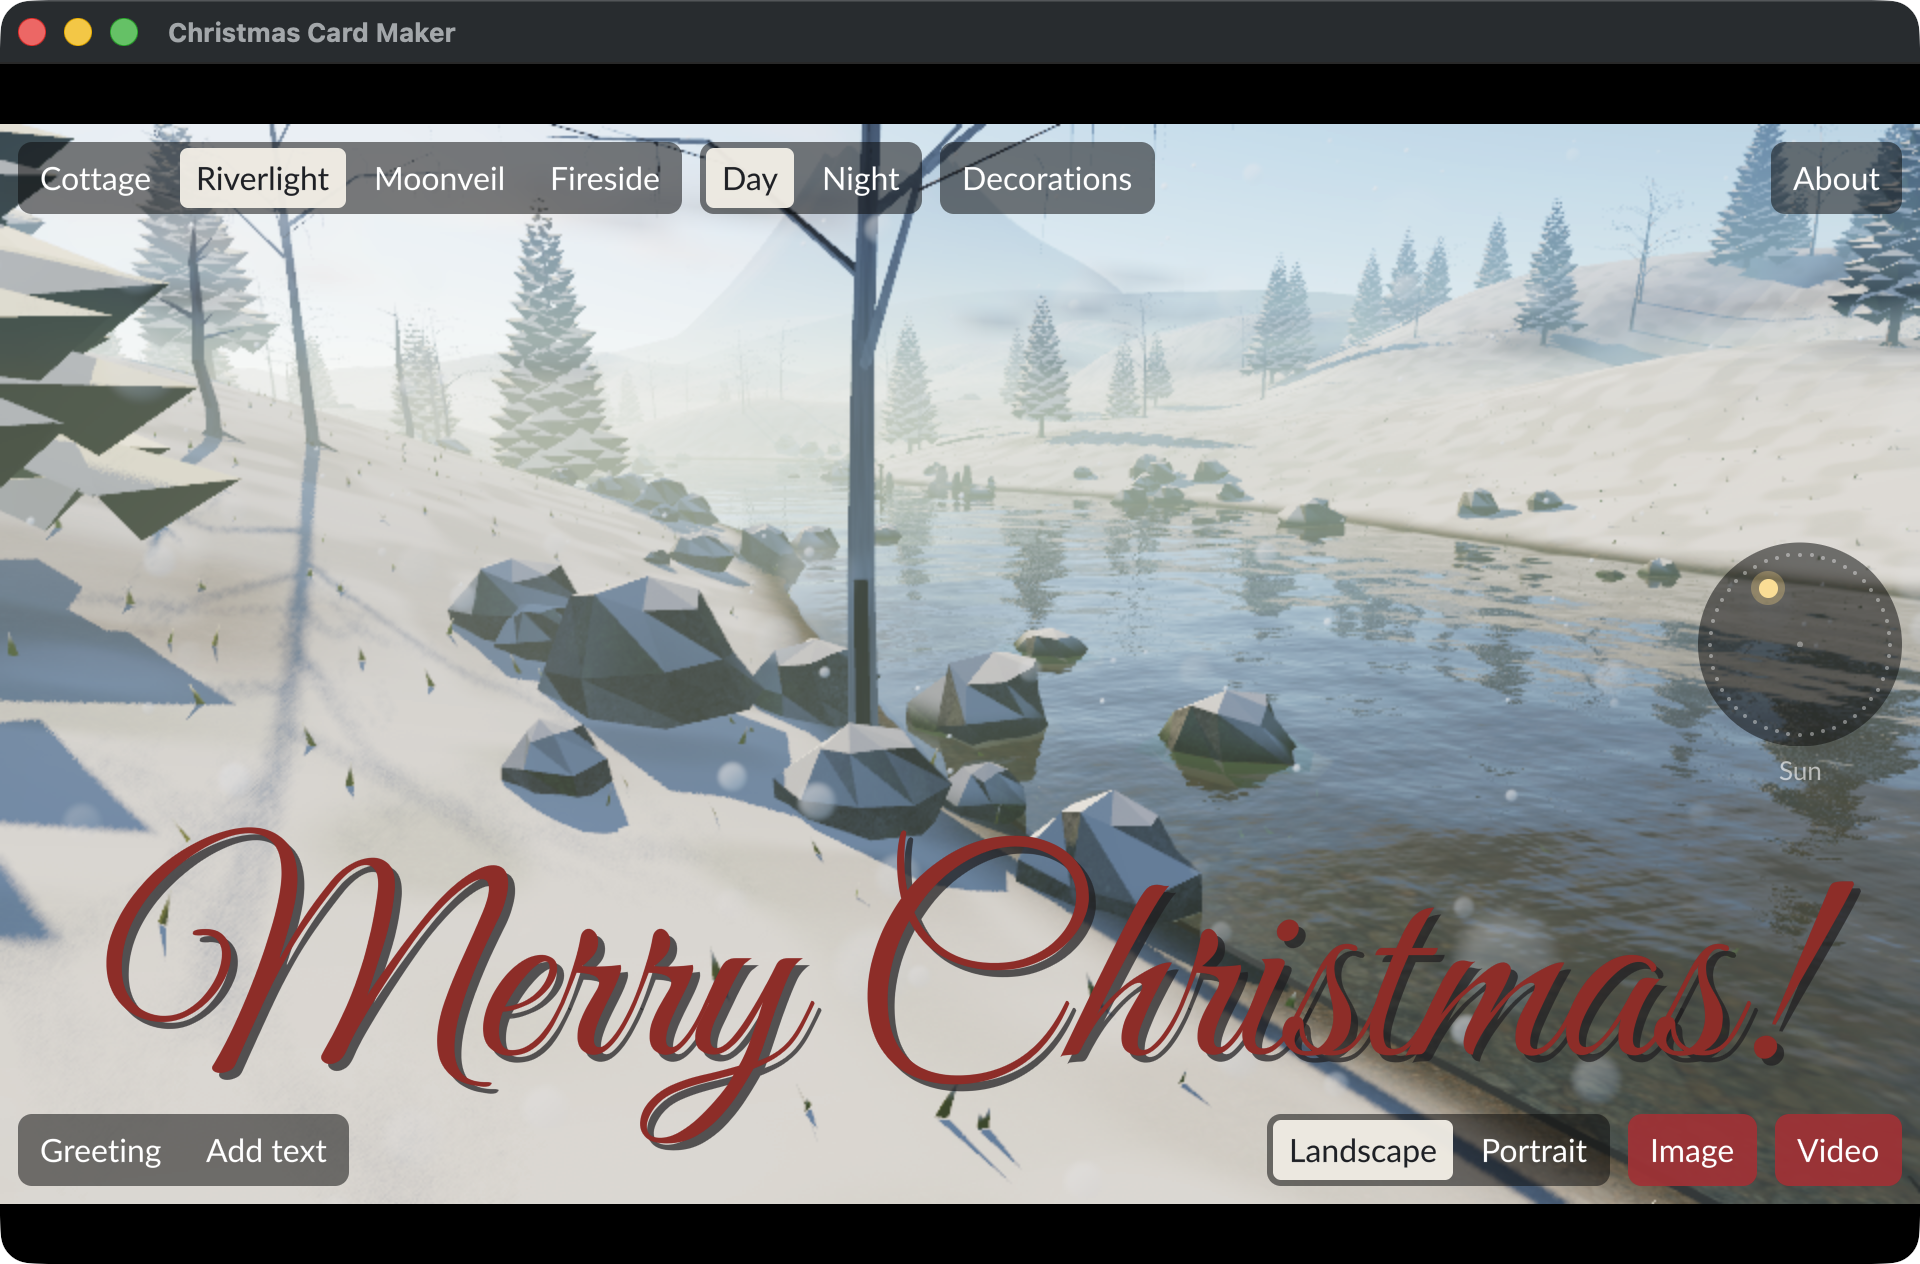 Christmas Card Maker
Cottage Riverlight Moonveil Fireside Day Night Decorations About
Sun
Merry Christmas!
Greeting Add text Landscape Portrait Image Video